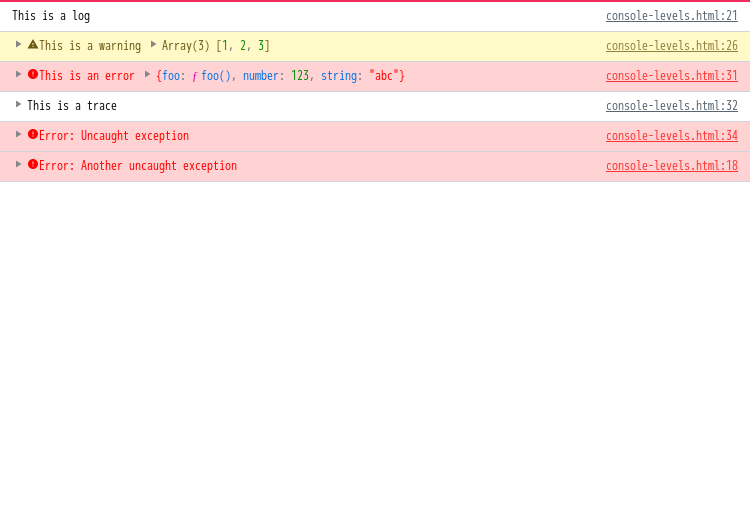 This is a log console-levels.html:21
This is a warning Array(3) [1, 2, 3] console-levels.html:26
This is an error {foo: ƒ foo(), number: 123, string: "abc"} console-levels.html:31
This is a trace console-levels.html:32
Error: Uncaught exception console-levels.html:34
Error: Another uncaught exception console-levels.html:18